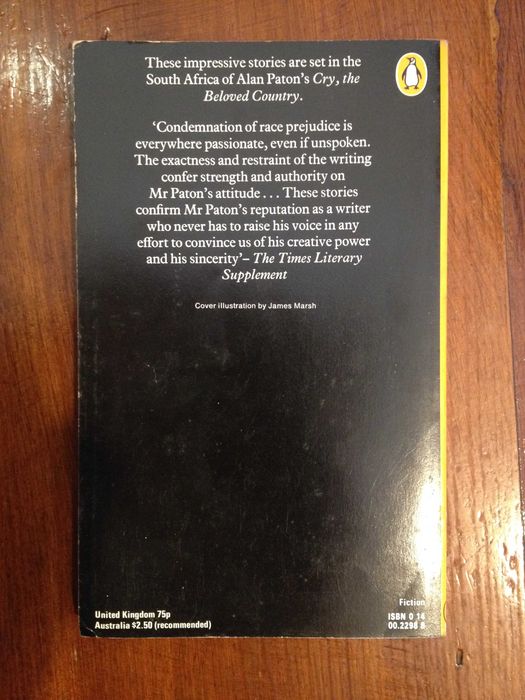 These impressive stories are set in the
South Africa of Alan Paton's Cry, the
Beloved Country.
'Condemnation of race prejudice is
everywhere passionate, even if unspoken.
The exactness and restraint of the writing
confer strength and authority on
Mr Paton's attitude . . . These stories
confirm Mr Paton's reputation as a writer
who never has to raise his voice in any
effort to convince us of his creative power
and his sincerity'– The Times Literary
Supplement
Cover illustration by James Marsh
United Kingdom 75p
Australia $2.50 (recommended)
Fiction
ISBN 0 14
00.2298 8